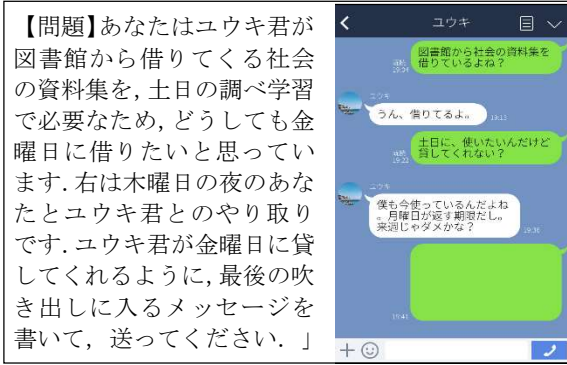 【問題】あなたはユウキ君が
図書館から借りてくる社会
の資料集を, 土日の調べ学習
で必要なため, どうしても金
曜日に借りたいと思ってい
ます. 右は木曜日の夜のあな
たとユウキ君とのやり取り
です. ユウキ君が金曜日に貸
してくれるように, 最後の吹
き出しに入るメッセージを
書いて, 送ってください. 」
ユウキ
図書館から社会の資料集を
借りているよね?
既読
ユウキ
うん、借りてるよ。
土日に、使いたいんだけど
貸してくれない?
既読
19:22
ユウキ
僕も今使っているんだよね
。月曜日が返す期限だし。
来週じゃダメかな?